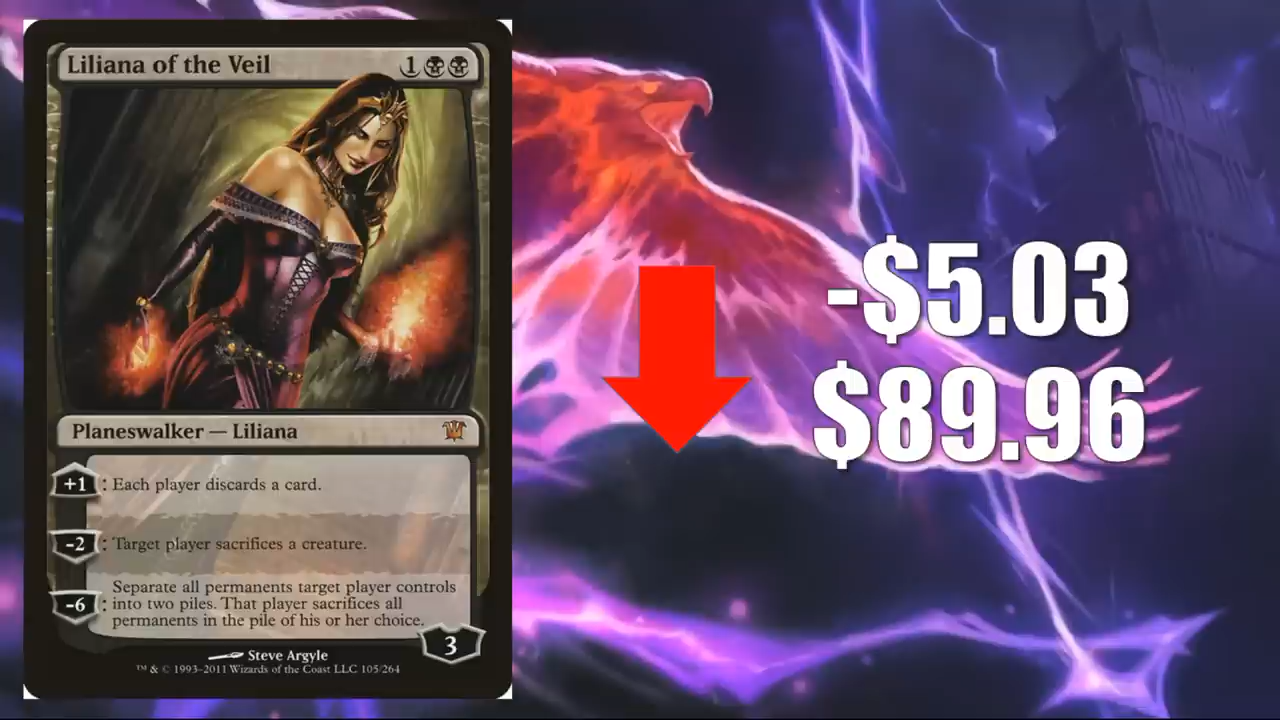 Liliana of the Veil 1
Planeswalker — Liliana
+1 : Each player discards a card.
-2 : Target player sacrifices a creature.
Separate all permanents target player controls
-6 : into two piles. That player sacrifices all
permanents in the pile of his or her choice.
3
Steve Argyle
™ & © 1993–2011 Wizards of the Coast LLC 105/264
-$5.03
$89.96